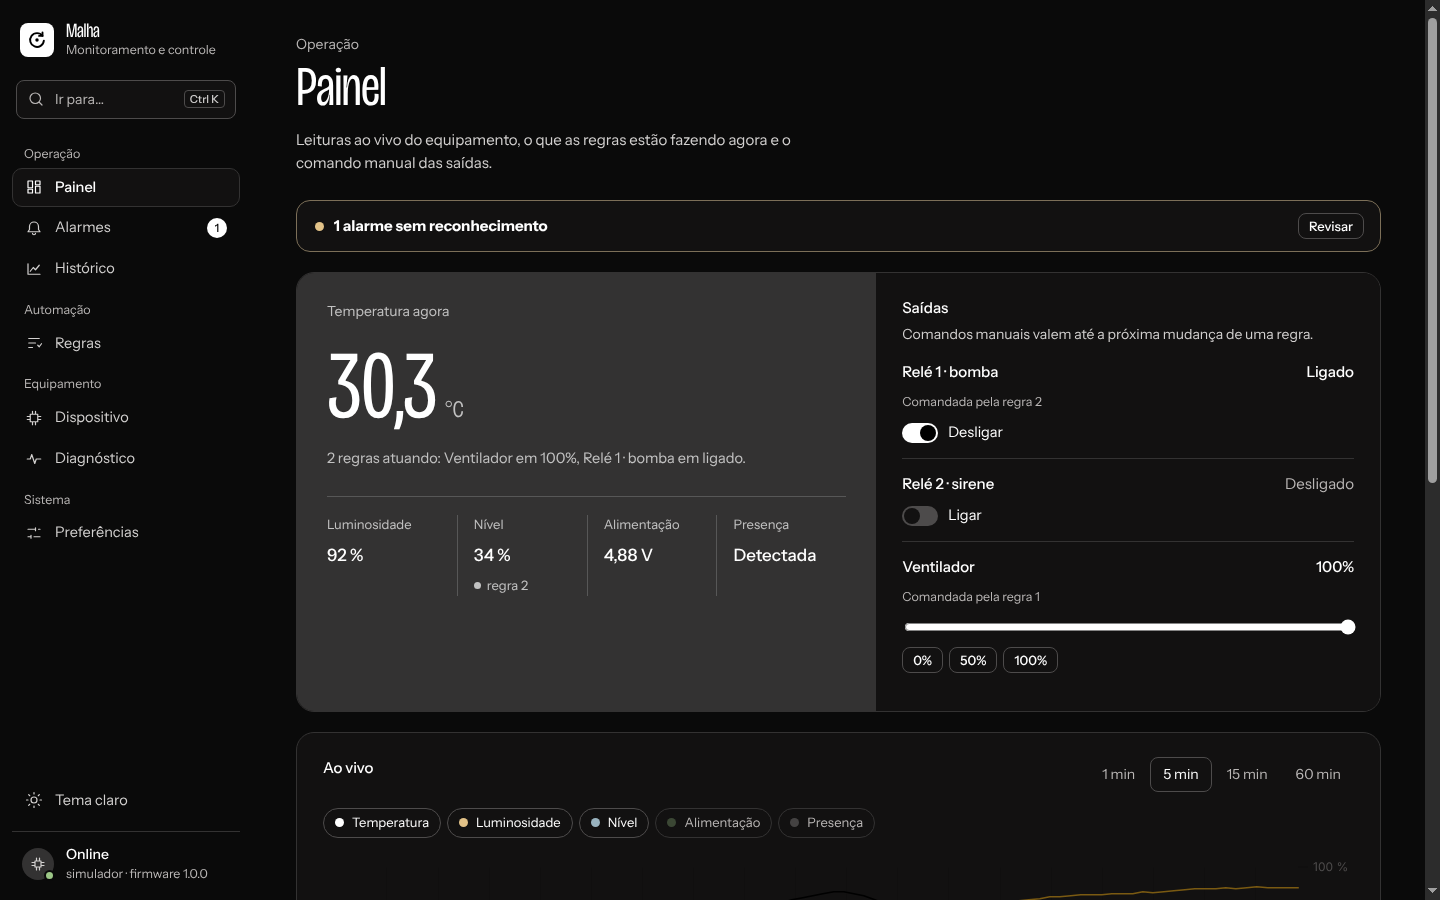 Malha
Monitoramento e controle
Ir para...
Ctrl K
Operação
Painel
Alarmes
1
Histórico
Automação
Regras
Equipamento
Dispositivo
Diagnóstico
Sistema
Preferências
Tema claro
Online
simulador · firmware 1.0.0
Operação
Painel
Leituras ao vivo do equipamento, o que as regras estão fazendo agora e o
comando manual das saídas.
1 alarme sem reconhecimento
Revisar
Temperatura agora
30,3 °C
2 regras atuando: Ventilador em 100%, Relé 1 · bomba em ligado.
Luminosidade
92 %
Nível
34 %
regra 2
Alimentação
4,88 V
Presença
Detectada
Saídas
Comandos manuais valem até a próxima mudança de uma regra.
Relé 1 · bomba
Ligado
Comandada pela regra 2
Desligar
Relé 2 · sirene
Desligado
Ligar
Ventilador
100%
Comandada pela regra 1
0%
50%
100%
Ao vivo
1 min
5 min
15 min
60 min
Temperatura
Luminosidade
Nível
Alimentação
Presença
100 %